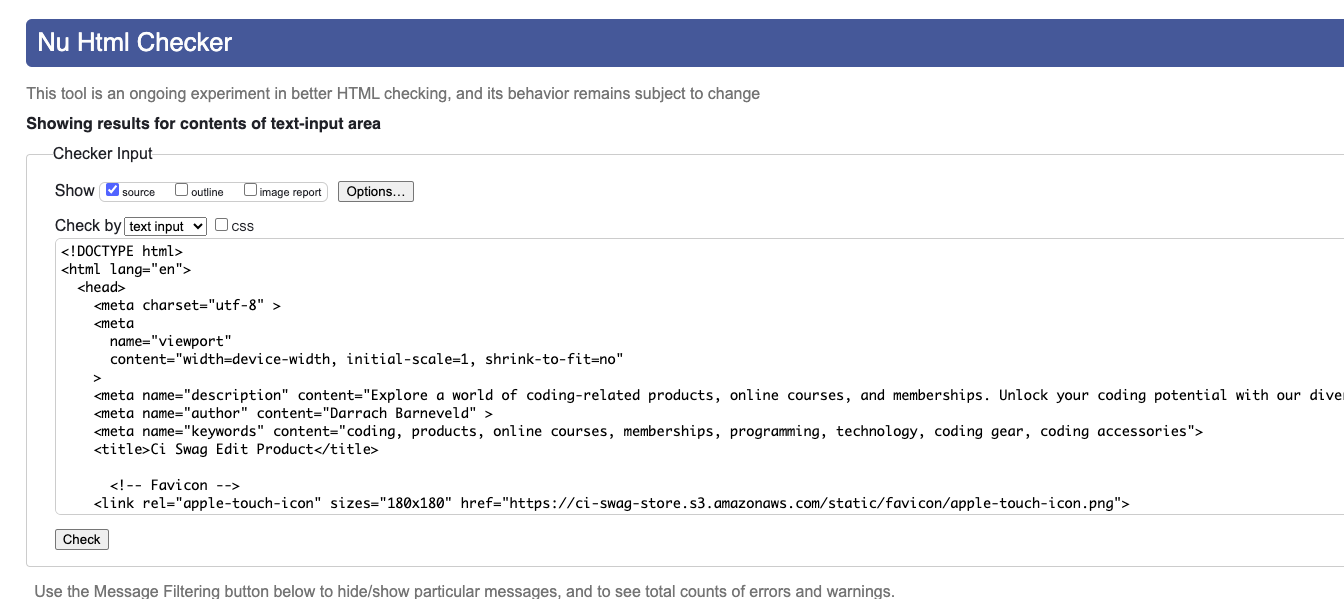 Nu Html Checker
This tool is an ongoing experiment in better HTML checking, and its behavior remains subject to change
Showing results for contents of text-input area
Checker Input
Show source outline image report Options...
Check by text input css
<!DOCTYPE html>
<html lang="en">
  <head>
    <meta charset="utf-8" >
    <meta
      name="viewport"
      content="width=device-width, initial-scale=1, shrink-to-fit=no"
    >
    <meta name="description" content="Explore a world of coding-related products, online courses, and memberships. Unlock your coding potential with our
    <meta name="author" content="Darrach Barneveld" >
    <meta name="keywords" content="coding, products, online courses, memberships, programming, technology, coding gear, coding accessories">
    <title>Ci Swag Edit Product</title>
      <!-- Favicon -->
    <link rel="apple-touch-icon" sizes="180x180" href="https://ci-swag-store.s3.amazonaws.com/static/favicon/apple-touch-icon.png">
Check
Use the Message Filtering button below to hide/show particular messages, and to see total counts of errors and warnings.